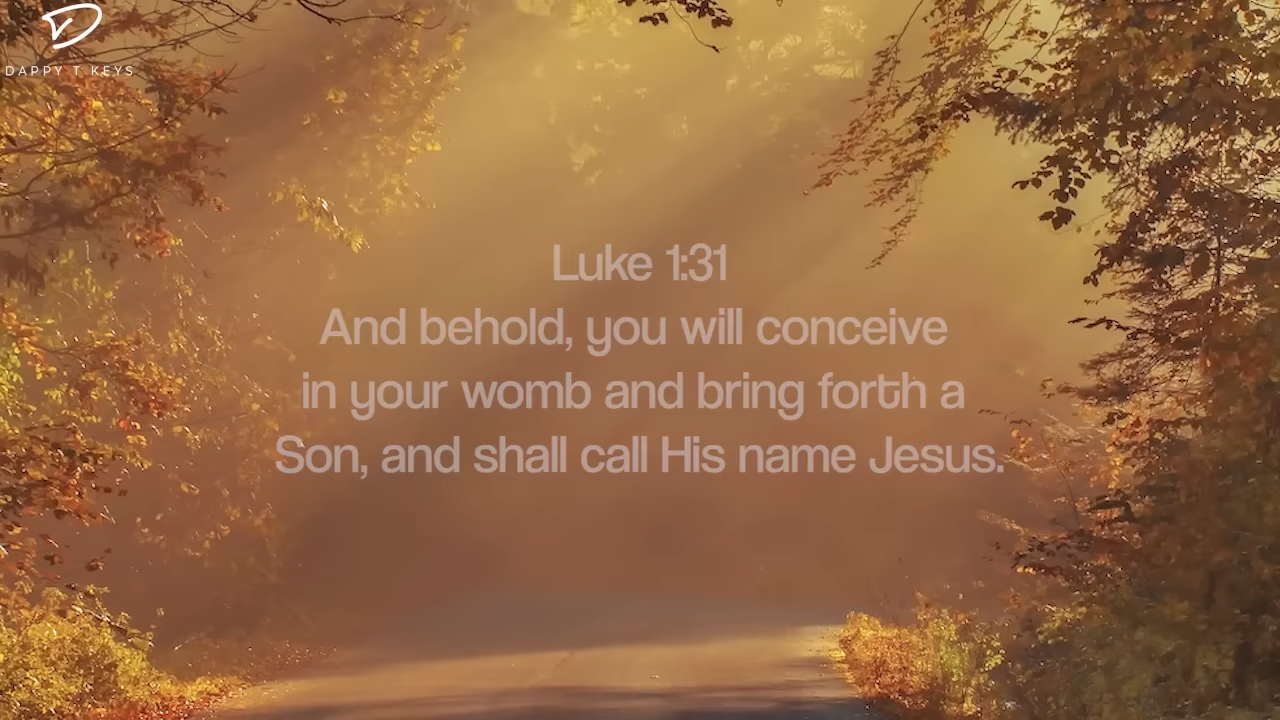 DAPPY T KEYS
Luke 1:31
And behold, you will conceive
in your womb and bring forth a
Son, and shall call His name Jesus.